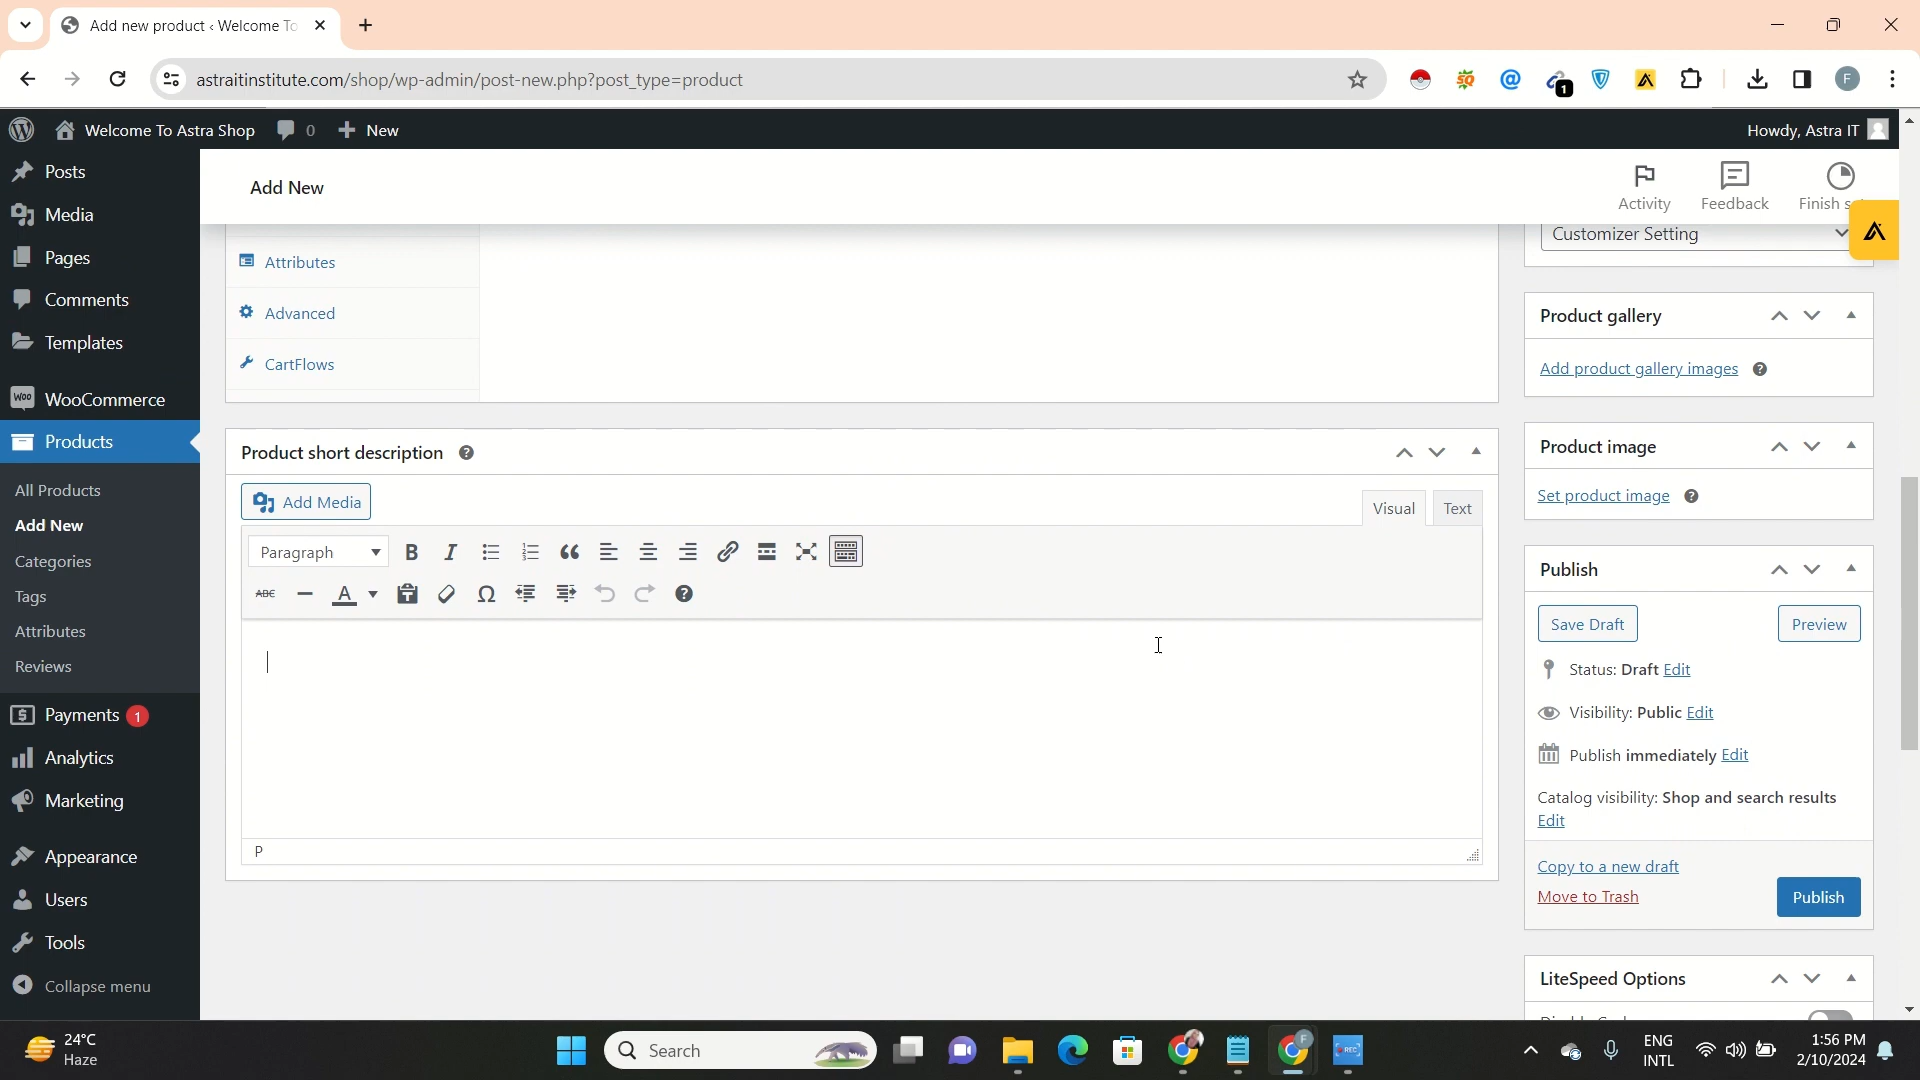 Add new product ‹ Welcome To
astraitinstitute.com/shop/wp-admin/post-new.php?post_type=product
1
F
Welcome To Astra Shop
0
New
Howdy, Astra IT
Posts
Media
Pages
Comments
Templates
WooCommerce
Products
All Products
Add New
Categories
Tags
Attributes
Reviews
Payments 1
Analytics
Marketing
Appearance
Users
Tools
Collapse menu
Add New
Activity
Feedback
Finish s
Attributes
Advanced
CartFlows
Product short description
Add Media
Visual
Text
Paragraph
B I
ABC A Ω
P
Customizer Setting
Product gallery
Add product gallery images
Product image
Set product image
Publish
Save Draft
Preview
Status: Draft Edit
Visibility: Public Edit
Publish immediately Edit
Catalog visibility: Shop and search results
Edit
Copy to a new draft
Move to Trash
Publish
LiteSpeed Options
24°C
Haze
Search
F
REC
ENG
INTL
1:56 PM
2/10/2024